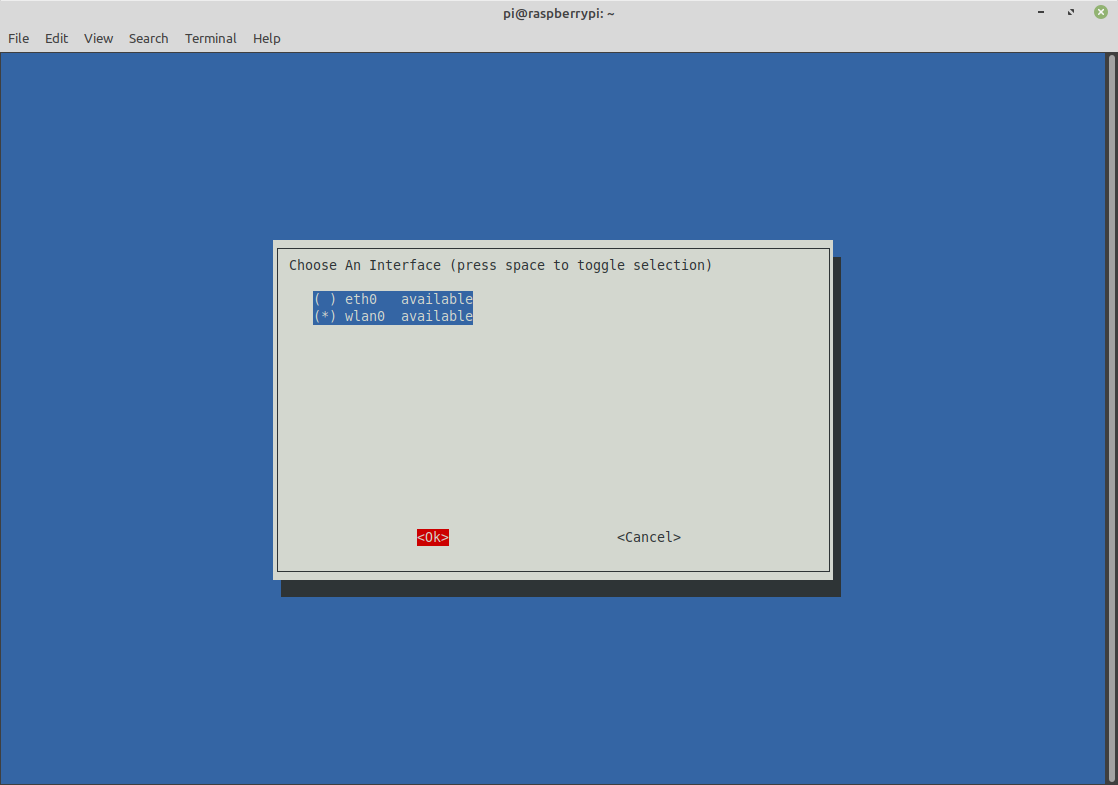 pi@raspberrypi: ~
File Edit View Search Terminal Help
Choose An Interface (press space to toggle selection)
( ) eth0   available
(*) wlan0  available
<Ok> <Cancel>